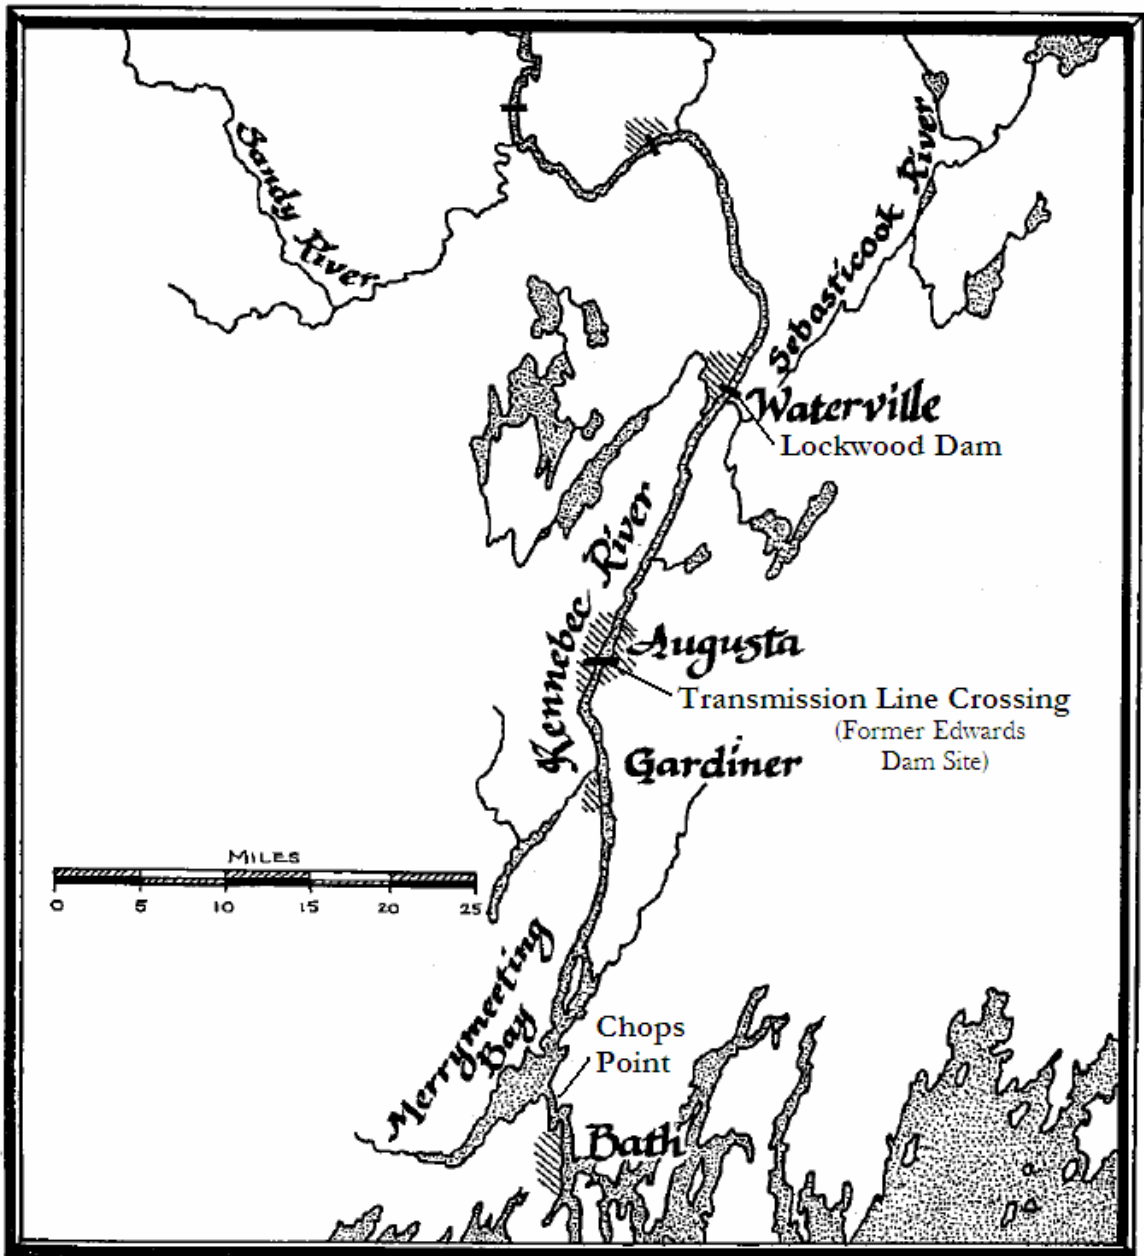 Sandy River
Sebasticook River
Waterville
Lockwood Dam
Kennebec River
Augusta
Transmission Line Crossing
(Former Edwards
Dam Site)
Gardiner
MILES
0 5 10 15 20 25
Merrymeeting
Bay
Chops
Point
Bath